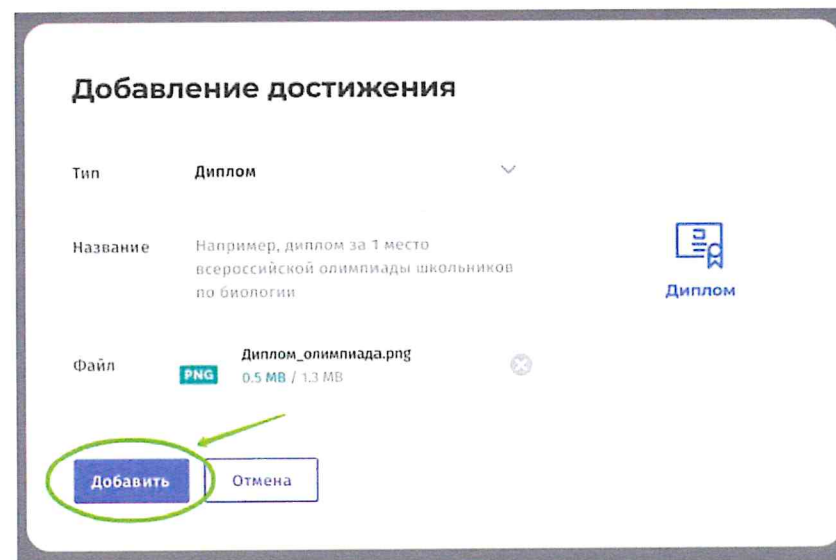 Добавление достижения
Тип
Диплом
Название
Например, диплом за 1 место
всероссийской олимпиады школьников
по биологии
Диплом
Файл
PNG
Диплом_олимпиада.png
0.5 MB / 1.3 MB
Добавить
Отмена